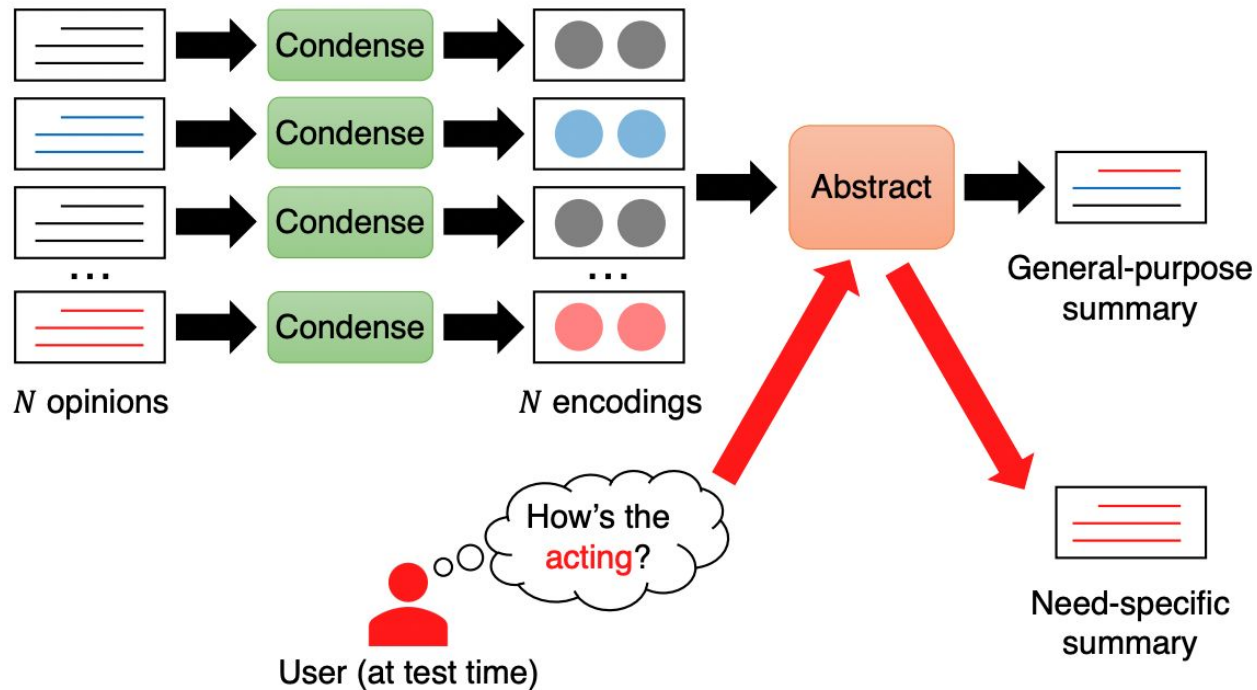 Condense
Condense
Abstract
Condense
General-purpose
summary
...
...
Condense
N opinions
N encodings
How's the
acting?
Need-specific
summary
User (at test time)